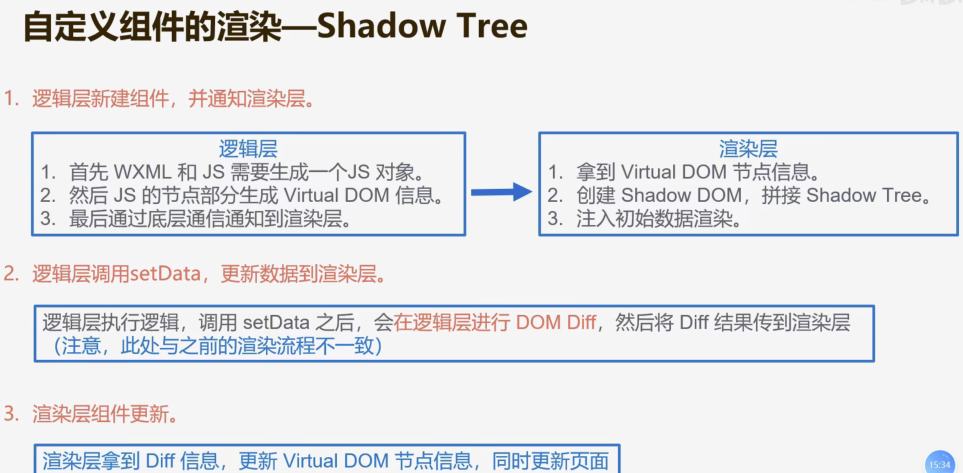 自定义组件的渲染—Shadow Tree
1. 逻辑层新建组件，并通知渲染层。
逻辑层
1. 首先 WXML 和 JS 需要生成一个JS 对象。
2. 然后 JS 的节点部分生成 Virtual DOM 信息。
3. 最后通过底层通信通知到渲染层。
渲染层
1. 拿到 Virtual DOM 节点信息。
2. 创建 Shadow DOM，拼接 Shadow Tree。
3. 注入初始数据渲染。
2. 逻辑层调用setData，更新数据到渲染层。
逻辑层执行逻辑，调用 setData 之后，会在逻辑层进行 DOM Diff，然后将 Diff 结果传到渲染层
（注意，此处与之前的渲染流程不一致）
3. 渲染层组件更新。
渲染层拿到 Diff 信息，更新 Virtual DOM 节点信息，同时更新页面
15:34